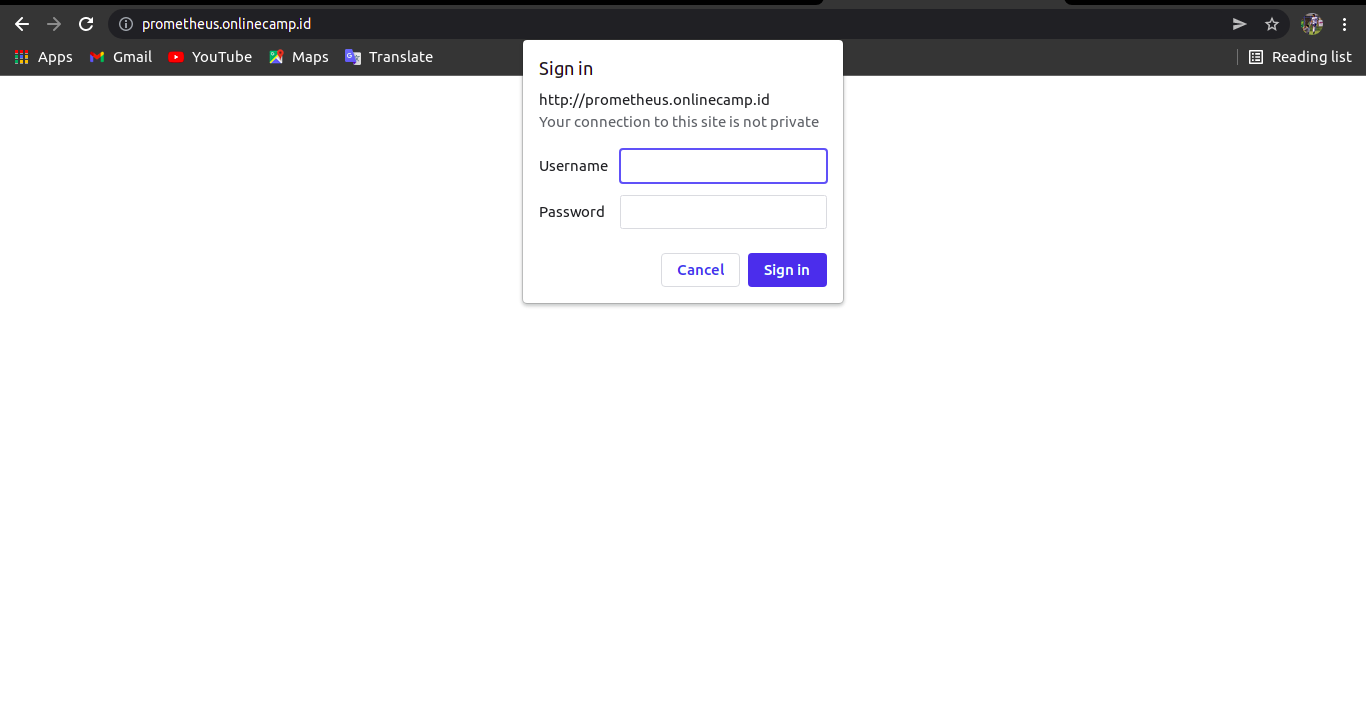 prometheus.onlinecamp.id
Apps Gmail YouTube Maps Translate Reading list
Sign in
http://prometheus.onlinecamp.id
Your connection to this site is not private
Username
Password
Cancel Sign in